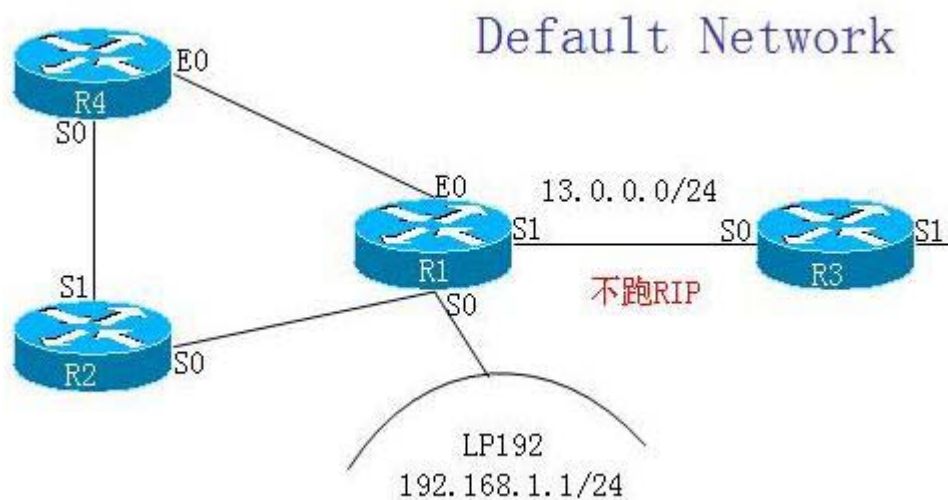 Default Network
E0
R4
S0
E0
13.0.0.0/24
S1
S0
S1
R1
不跑RIP
R3
S1
S0
R2
S0
LP192
192.168.1.1/24